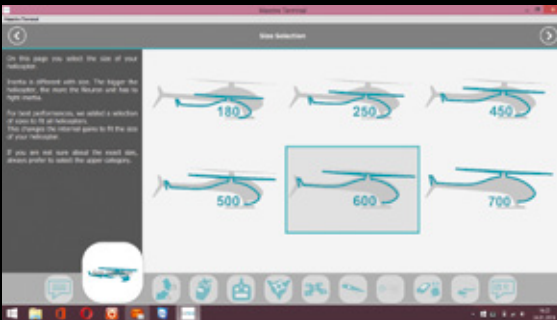 Size Selection
On this page you select the size of your
helicopter.
Inertia is different with size. The bigger the
helicopter, the more the
fight inertia.
For best performances, we added a selection
of sizes to fit all helicopters.
This changes the internal gains to fit the size
of your helicopter.
If you are not sure about the exact size,
always prefer to select the upper category.
180
250
450
500
600
700